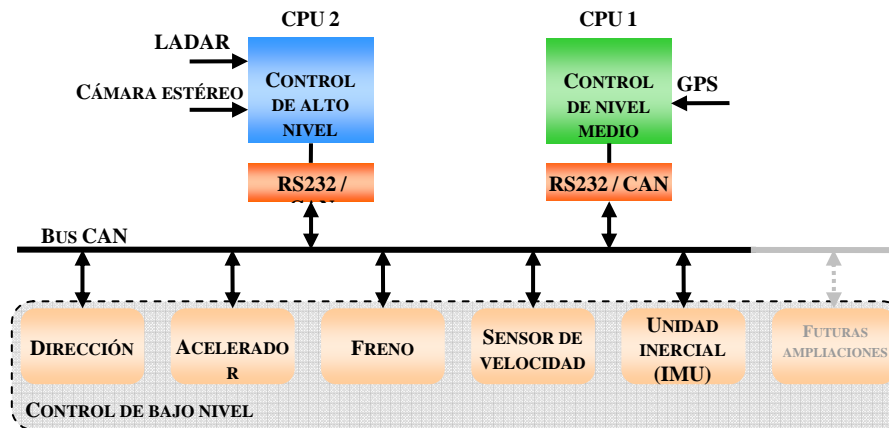 CPU 2
CPU 1
LADAR
CÁMARA ESTÉREO
CONTROL
DE ALTO
NIVEL
CONTROL
DE NIVEL
MEDIO
GPS
RS232 /
CAN
RS232 / CAN
BUS CAN
DIRECCIÓN
ACELERADO
R
FRENO
SENSOR DE
VELOCIDAD
UNIDAD
INERCIAL
(IMU)
FUTURAS
AMPLIACIONES
CONTROL DE BAJO NIVEL